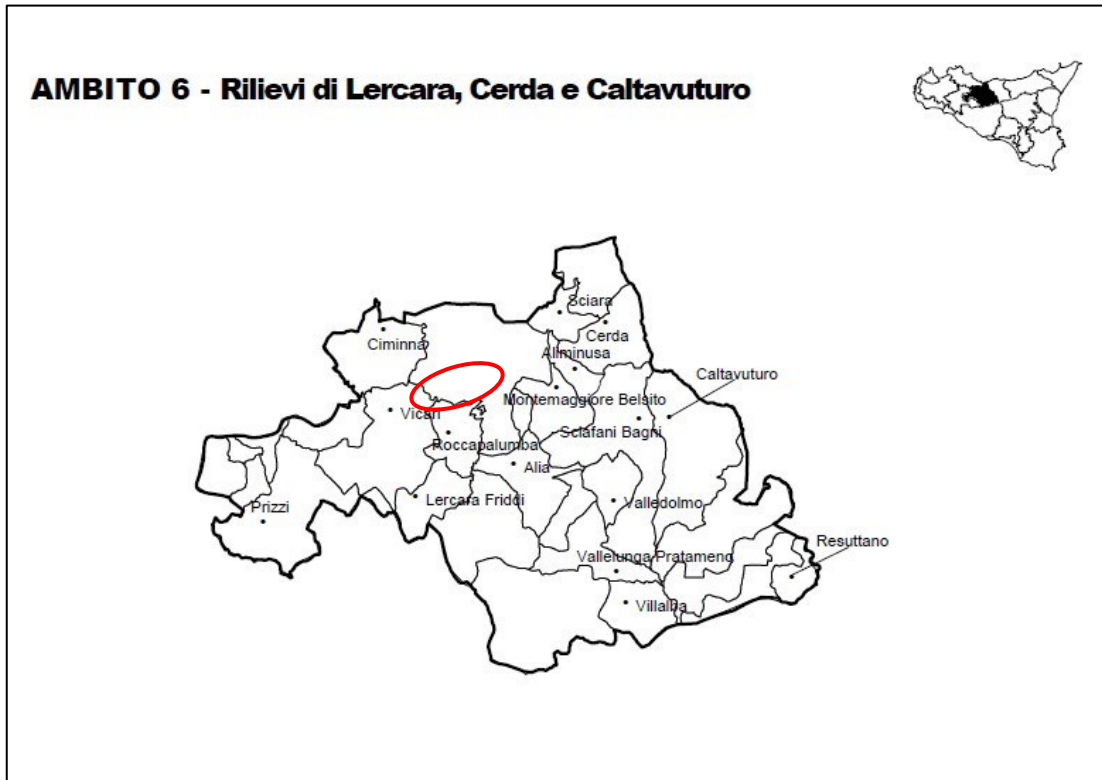 AMBITO 6 - Rilievi di Lercara, Cerda e Caltavuturo
Sciara
Cerda
Ciminna
Aliminusa
Caltavuturo
Montemaggiore Belsito
Vicari
Sclafani Bagni
Roccapalumba
Alia
Lercara Friddi
Valledolmo
Prizzi
Resuttano
Vallelunga Pratameno
Villalba